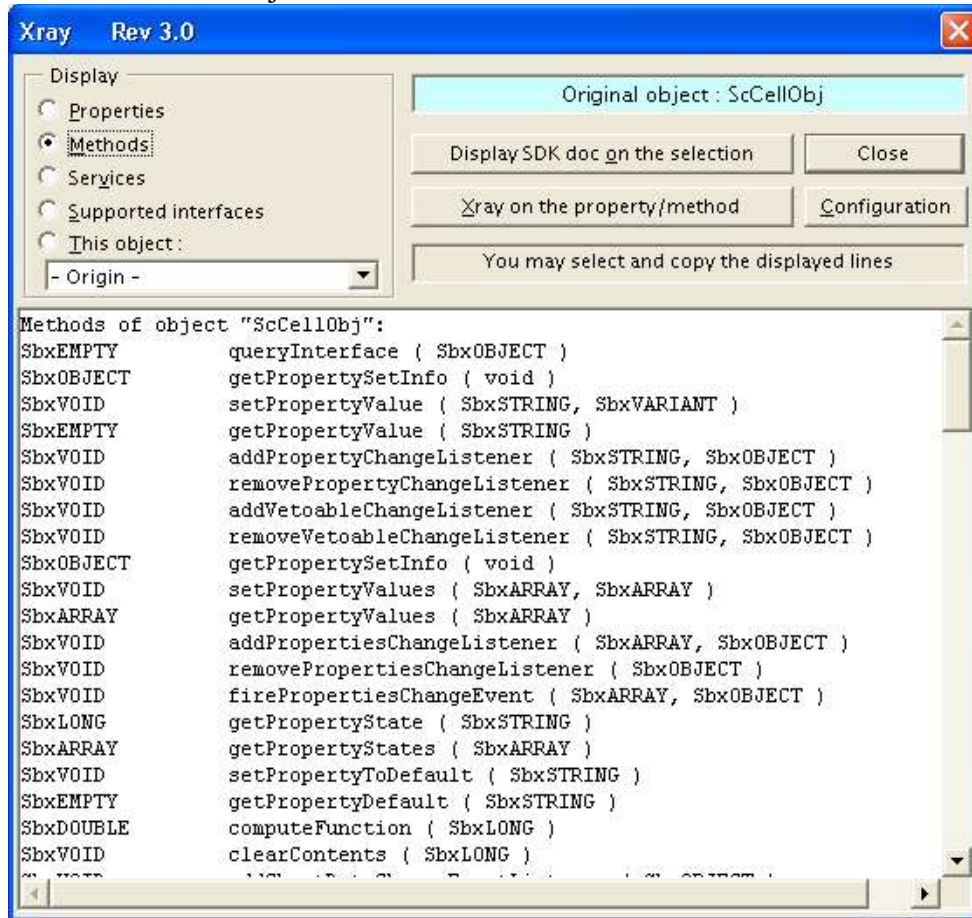 Xray Rev 3.0
Display
Properties
Methods
Services
Supported interfaces
This object :
- Origin -
Original object : ScCellObj
Display SDK doc on the selection
Close
Xray on the property/method
Configuration
You may select and copy the displayed lines
Methods of object "ScCellObj":
SbxEMPTY queryInterface ( SbxOBJECT )
SbxOBJECT getPropertySetInfo ( void )
SbxVOID setPropertyValue ( SbxSTRING, SbxVARIANT )
SbxEMPTY getPropertyValue ( SbxSTRING )
SbxVOID addPropertyChangeListener ( SbxSTRING, SbxOBJECT )
SbxVOID removePropertyChangeListener ( SbxSTRING, SbxOBJECT )
SbxVOID addVetoableChangeListener ( SbxSTRING, SbxOBJECT )
SbxVOID removeVetoableChangeListener ( SbxSTRING, SbxOBJECT )
SbxOBJECT getPropertySetInfo ( void )
SbxVOID setPropertyValues ( SbxARRAY, SbxARRAY )
SbxARRAY getPropertyValues ( SbxARRAY )
SbxVOID addPropertiesChangeListener ( SbxARRAY, SbxOBJECT )
SbxVOID removePropertiesChangeListener ( SbxOBJECT )
SbxVOID firePropertiesChangeEvent ( SbxARRAY, SbxOBJECT )
SbxLONG getPropertyState ( SbxSTRING )
SbxARRAY getPropertyStates ( SbxARRAY )
SbxVOID setPropertyToDefault ( SbxSTRING )
SbxEMPTY getPropertyDefault ( SbxSTRING )
SbxDOUBLE computeFunction ( SbxLONG )
SbxVOID clearContents ( SbxLONG )